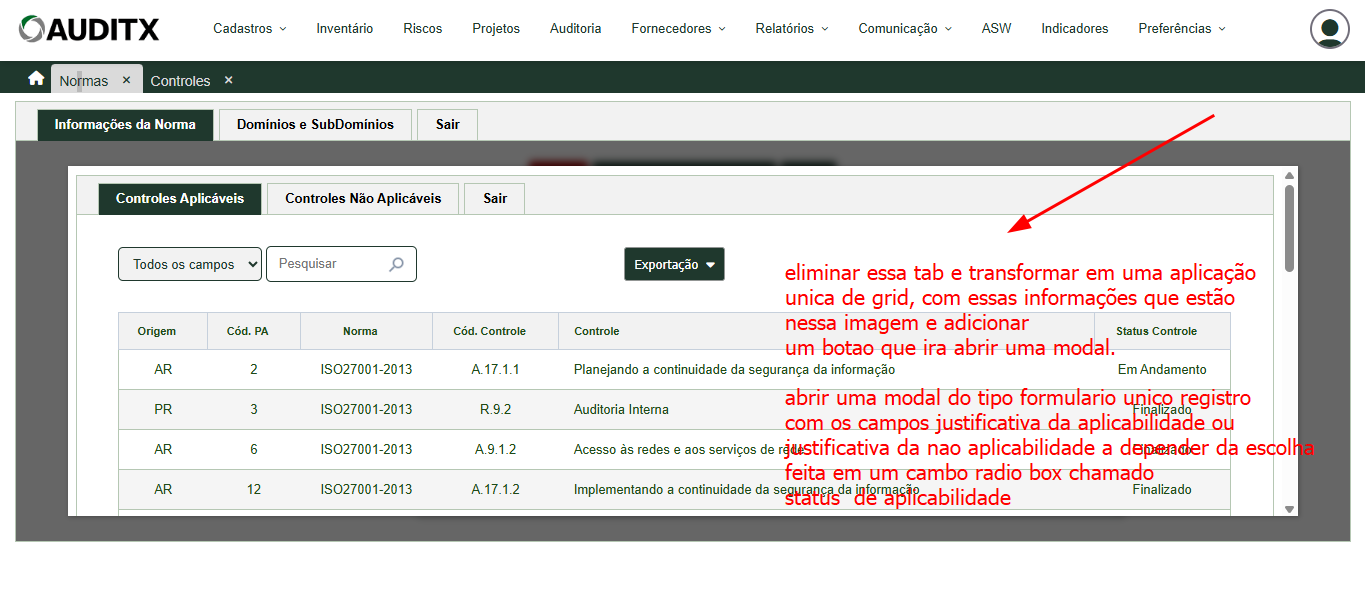 AUDITX
Cadastros
Inventário
Riscos
Projetos
Auditoria
Fornecedores
Relatórios
Comunicação
ASW
Indicadores
Preferências
Normas ×
Controles ×
Informações da Norma
Domínios e SubDomínios
Sair
Controles Aplicáveis
Controles Não Aplicáveis
Sair
Todos os campos
Pesquisar
Exportação
eliminar essa tab e transformar em uma aplicação
unica de grid, com essas informações que estão
nessa imagem e adicionar
um botao que ira abrir uma modal.
abrir uma modal do tipo formulario unico registro
com os campos justificativa da aplicabilidade ou
justificativa da nao aplicabilidade a depender da escolha
feita em um cambo radio box chamado
status de aplicabilidade
Origem Cód. PA Norma Cód. Controle Controle Status Controle
AR 2 ISO27001-2013 A.17.1.1 Planejando a continuidade da segurança da informação Em Andamento
PR 3 ISO27001-2013 R.9.2 Auditoria Interna Finalizado
AR 6 ISO27001-2013 A.9.1.2 Acesso às redes e aos serviços de rede Finalizado
AR 12 ISO27001-2013 A.17.1.2 Implementando a continuidade da segurança da informação Finalizado